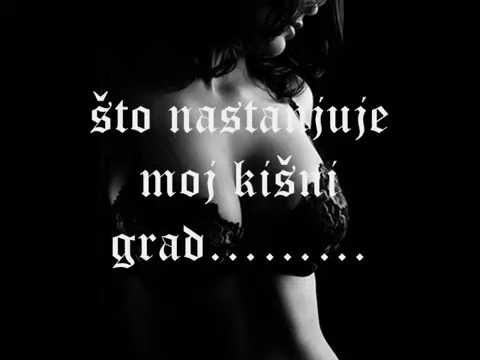 što nastanjuje
moj kišni
grad.........